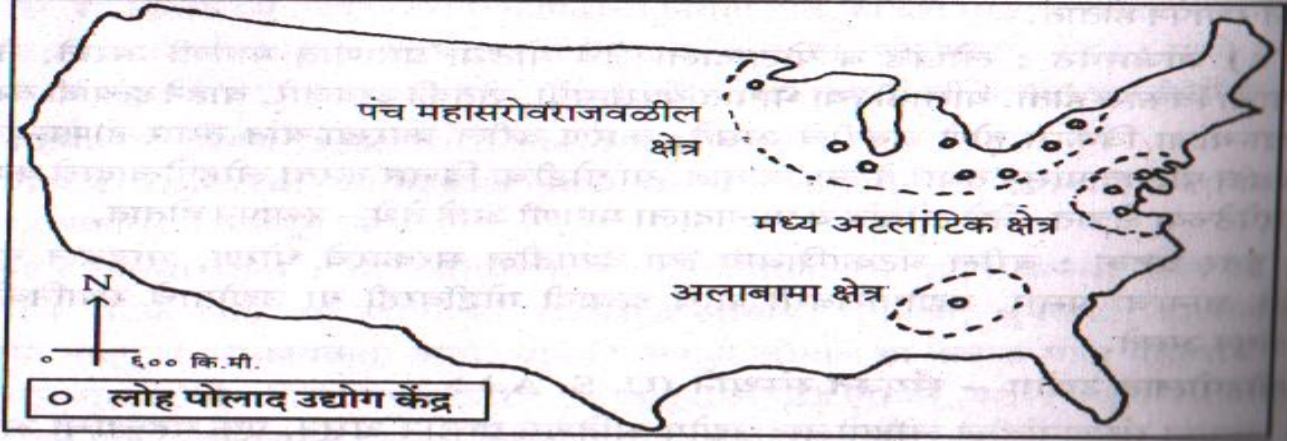 पंच महासरोवराजवळील
क्षेत्र
मध्य अटलांटिक क्षेत्र
अलाबामा क्षेत्र
N
० ६०० कि.मी.
लोह पोलाद उद्योग केंद्र